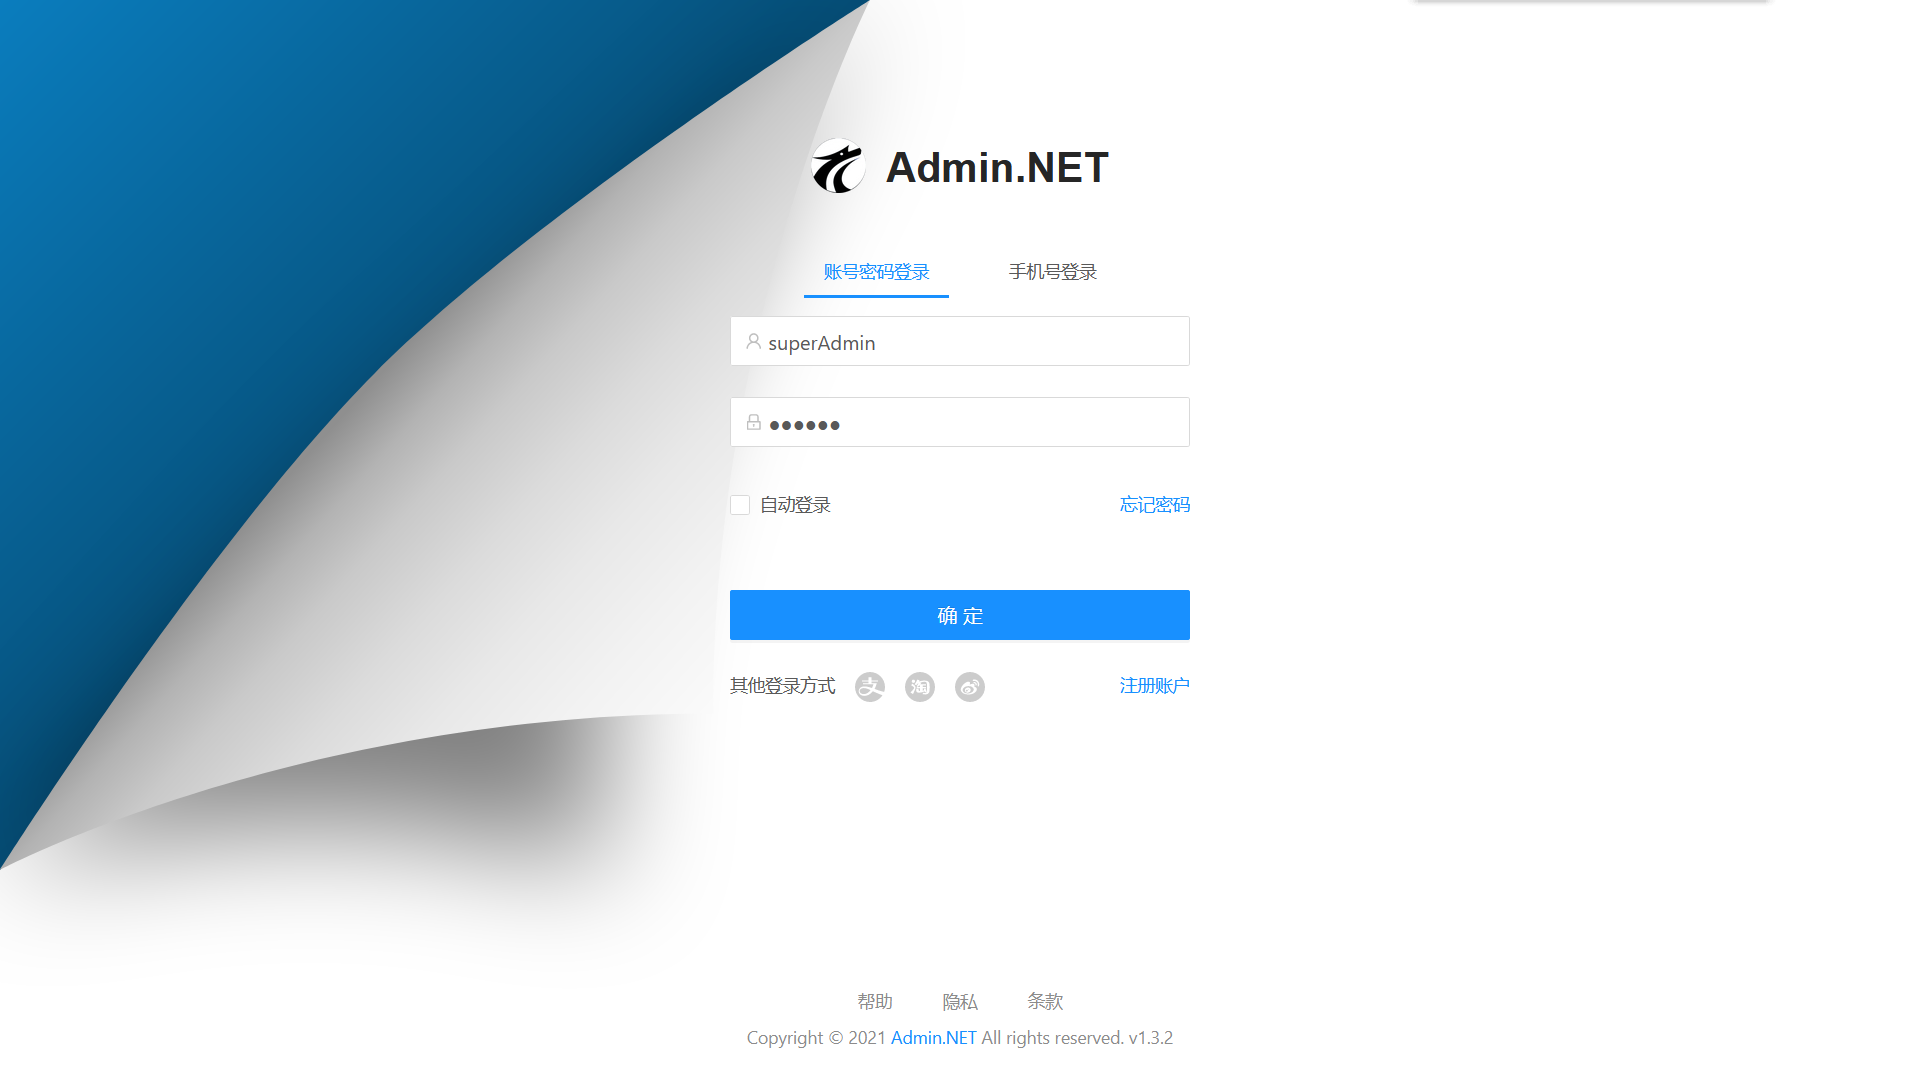 Admin.NET
账号密码登录 手机号登录
superAdmin
●●●●●●
自动登录 忘记密码
确 定
其他登录方式 支 淘 注册账户
帮助 隐私 条款
Copyright © 2021 Admin.NET All rights reserved. v1.3.2